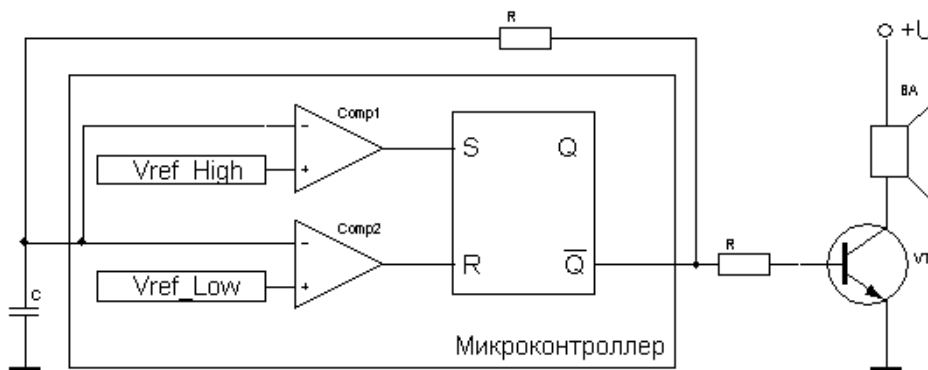 R
+U
BA
Comp1
S
Q
Vref_High
Comp2
R
Q
R
VT
Vref_Low
C
Микроконтроллер